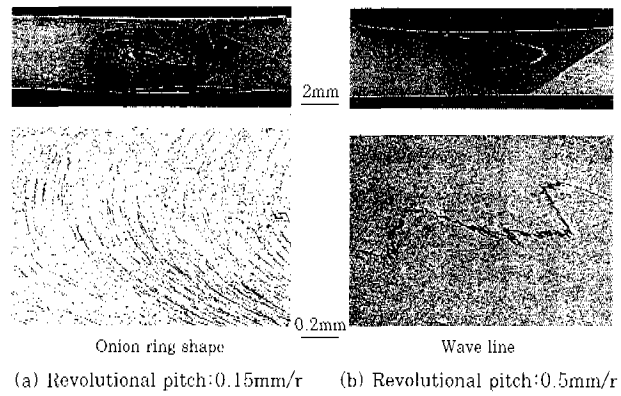 2mm
0.2mm
Onion ring shape
Wave line
(a) Revolutional pitch:0.15mm/r
(b) Revolutional pitch:0.5mm/r